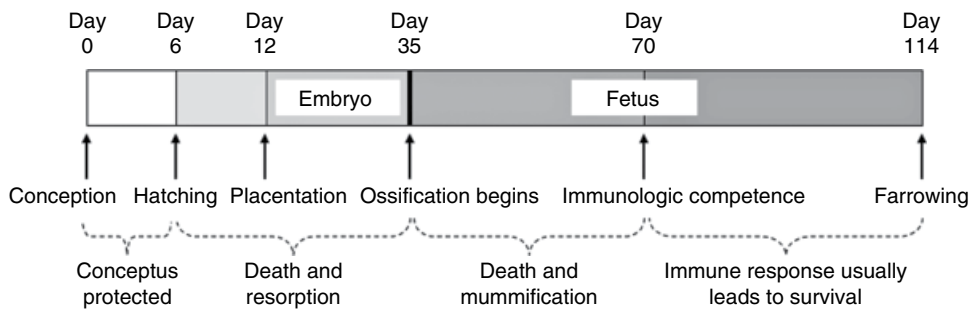 Day Day Day Day Day Day
0 6 12 35 70 114
Embryo Fetus
Conception Hatching Placentation Ossification begins Immunologic competence Farrowing
Conceptus Death and Death and Immune response usually
protected resorption mummification leads to survival